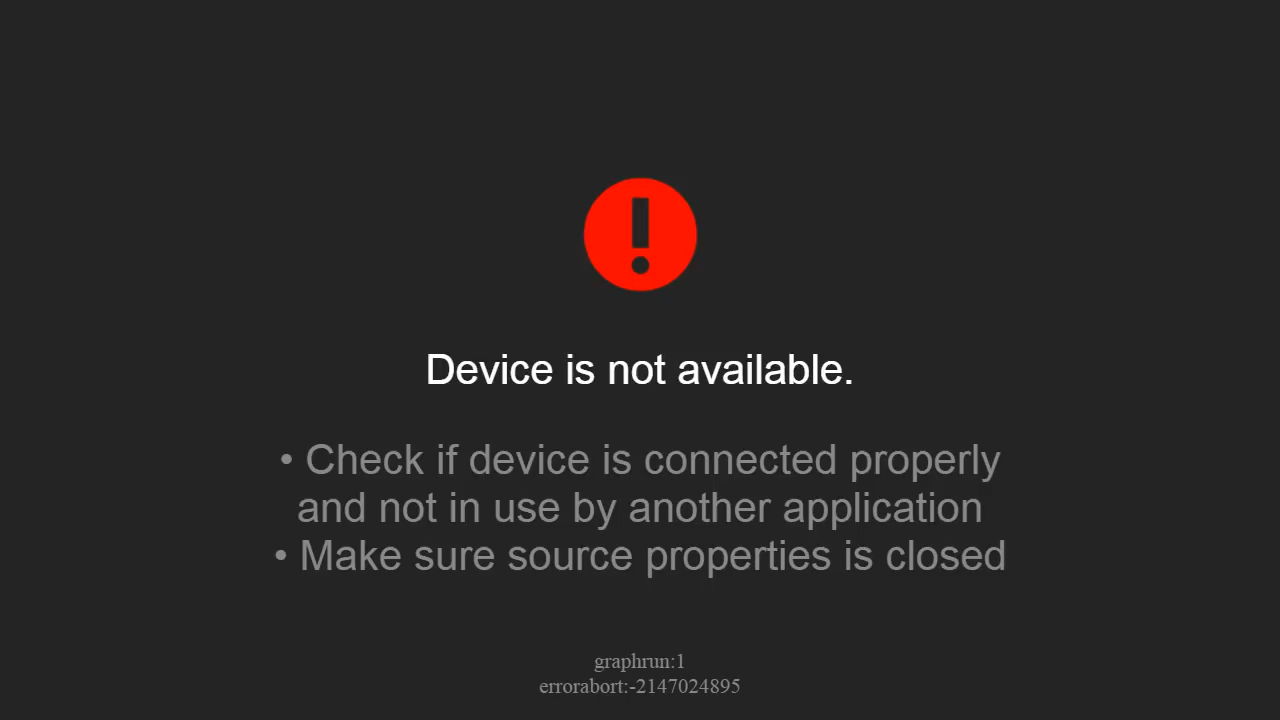 Device is not available.
• Check if device is connected properly
and not in use by another application
• Make sure source properties is closed
graphrun:1
errorabort:-2147024895